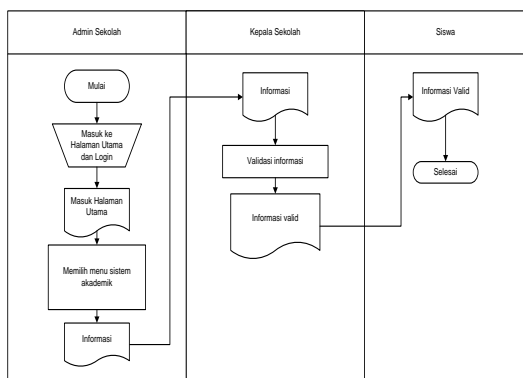 Admin Sekolah
Kepala Sekolah
Siswa
Mulai
Masuk ke
Halaman Utama
dan Login
Masuk Halaman
Utama
Memilih menu sistem
akademik
Informasi
Informasi
Validasi informasi
Informasi valid
Informasi Valid
Selesai